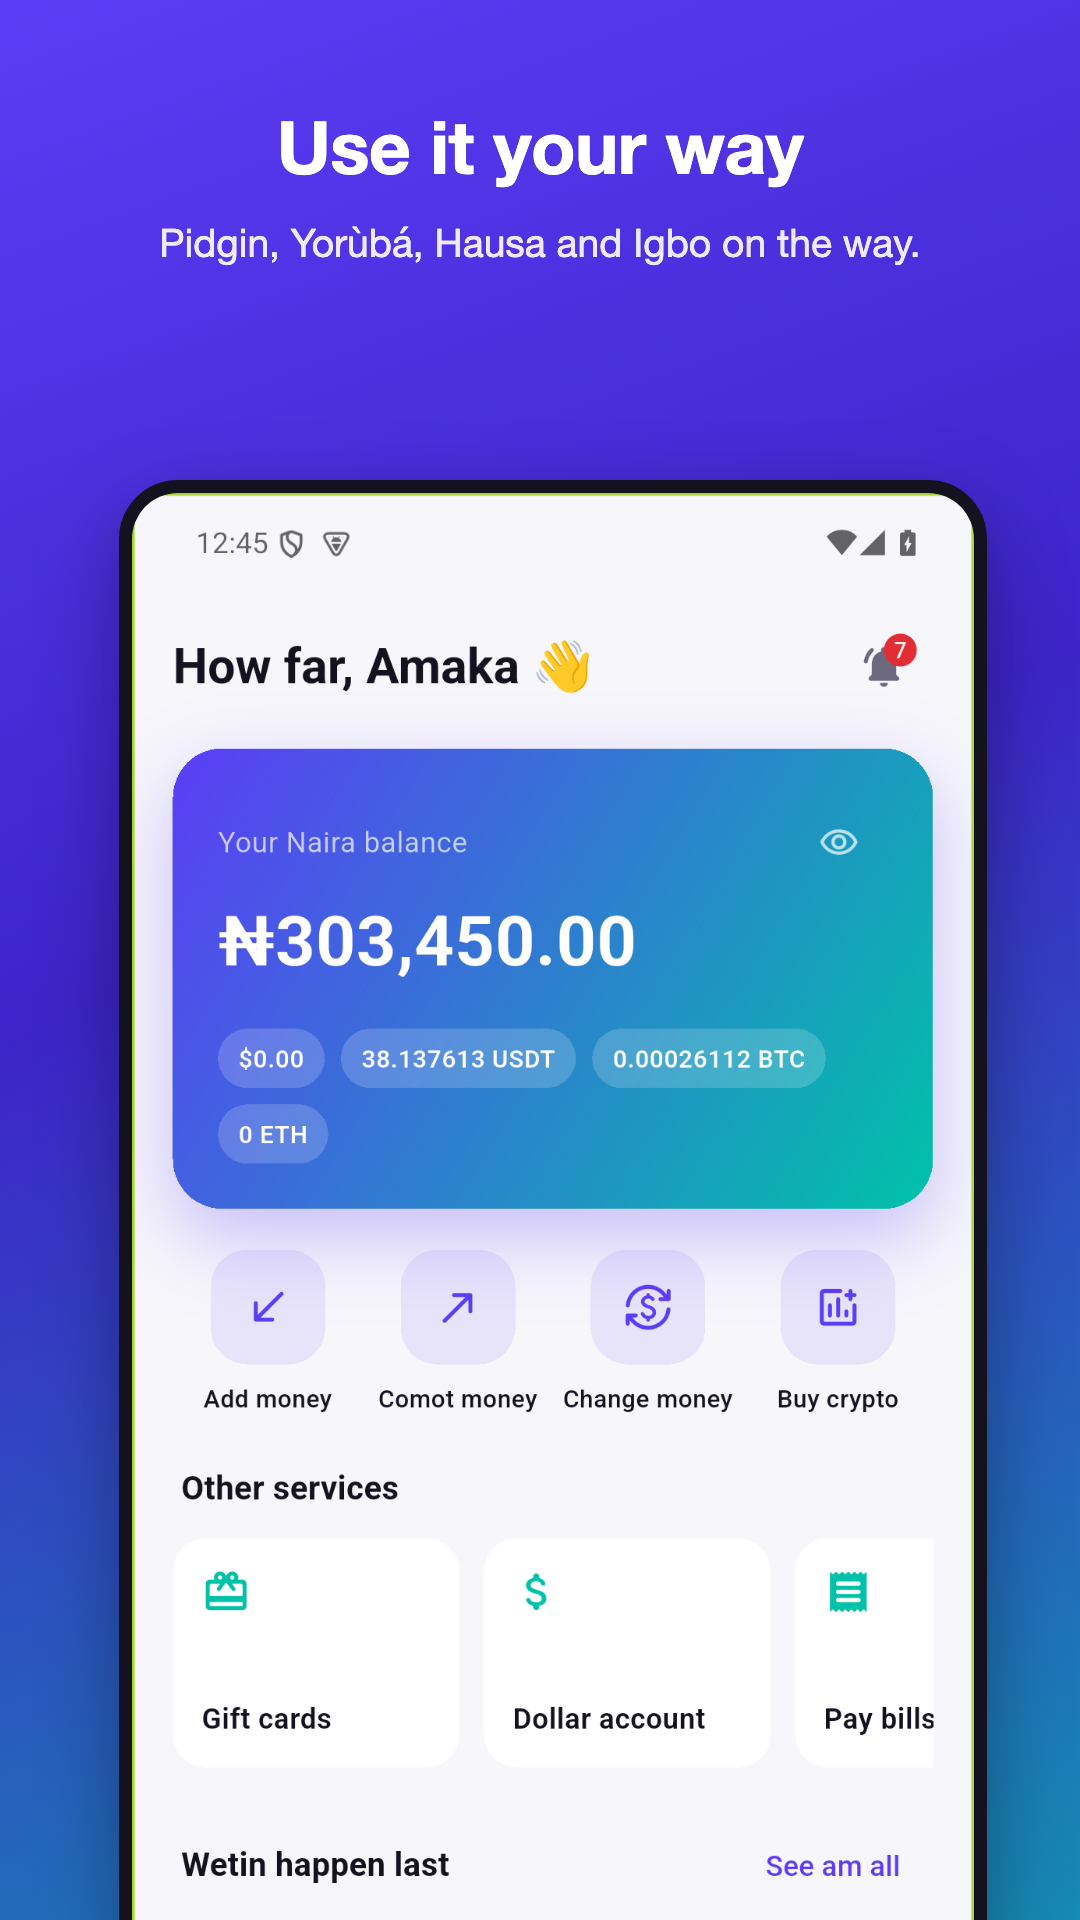 Use it your way
Pidgin, Yorùbá, Hausa and Igbo on the way.
12:45
How far, Amaka 👋
7
Your Naira balance
₦303,450.00
$0.00 38.137613 USDT 0.00026112 BTC
0 ETH
Add money Comot money Change money Buy crypto
Other services
Gift cards Dollar account Pay bills
Wetin happen last See am all